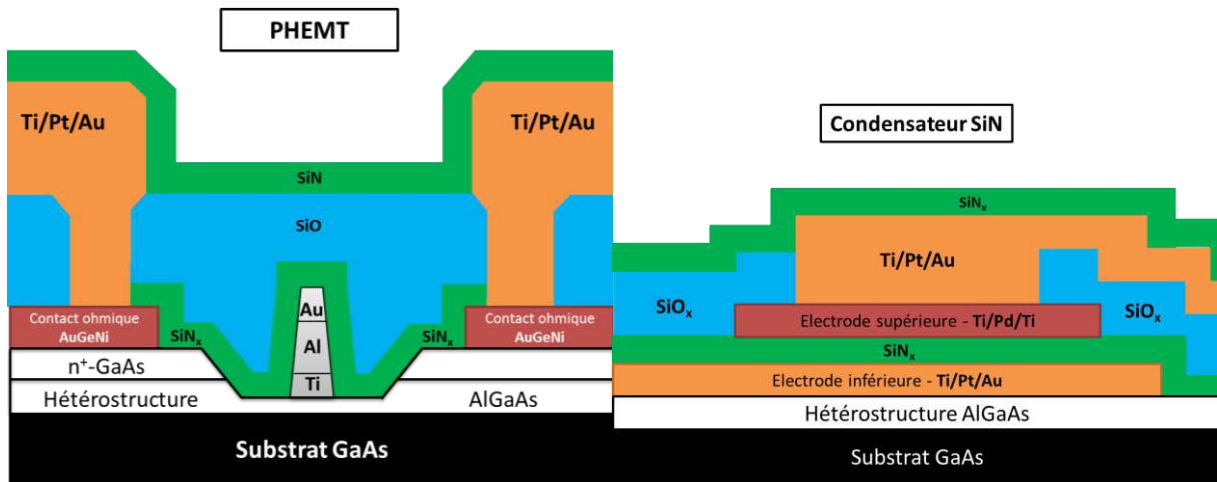 PHEMT
Ti/Pt/Au
Ti/Pt/Au
SiN
SiO
Au
Al
Ti
Contact ohmique
AuGeNi
SiNx
SiNx
Contact ohmique
AuGeNi
n+-GaAs
Hétérostructure
AlGaAs
Substrat GaAs
Condensateur SiN
SiNx
Ti/Pt/Au
SiOx
SiOx
Electrode supérieure - Ti/Pd/Ti
SiNx
Electrode inférieure - Ti/Pt/Au
Hétérostructure AlGaAs
Substrat GaAs